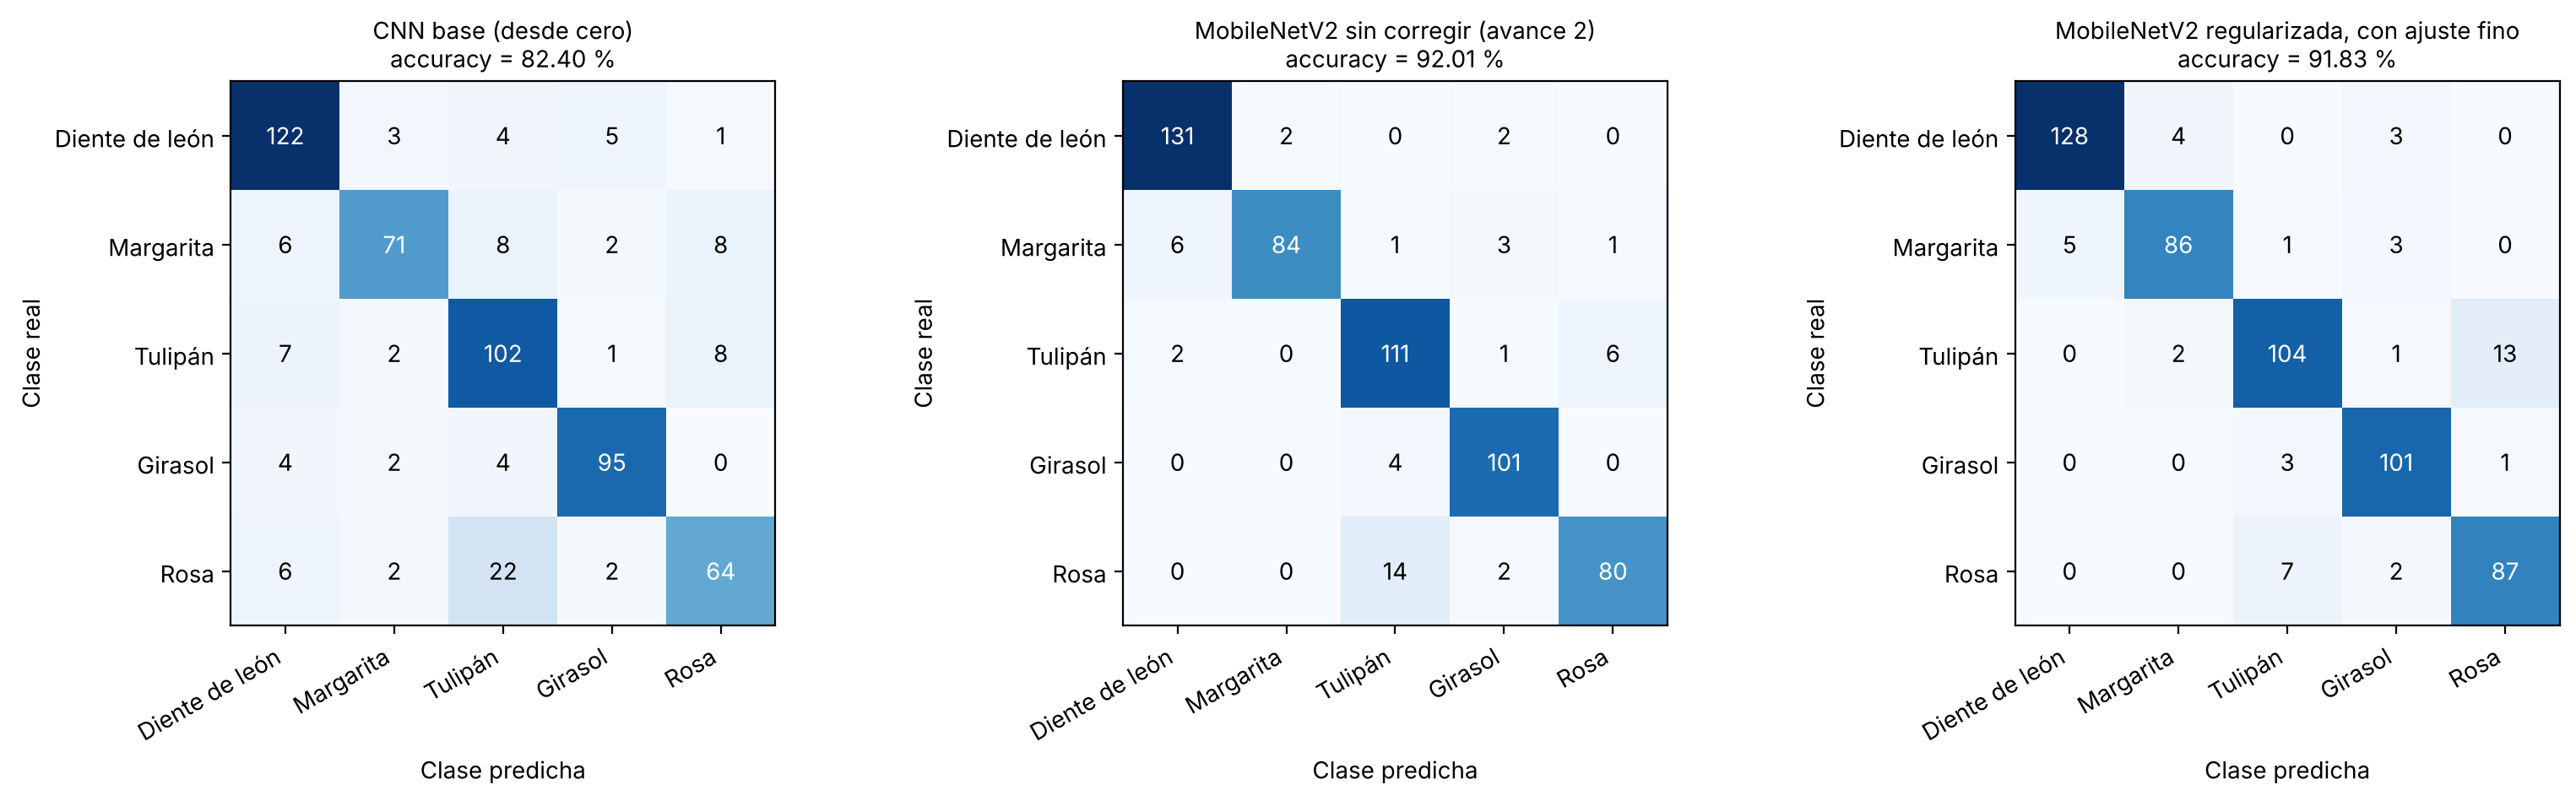 CNN base (desde cero)
accuracy = 82.40 %
Diente de león 122 3 4 5 1
Margarita 6 71 8 2 8
Tulipán 7 2 102 1 8
Girasol 4 2 4 95 0
Rosa 6 2 22 2 64
Clase real
Diente de león Margarita Tulipán Girasol Rosa
Clase predicha
MobileNetV2 sin corregir (avance 2)
accuracy = 92.01 %
Diente de león 131 2 0 2 0
Margarita 6 84 1 3 1
Tulipán 2 0 111 1 6
Girasol 0 0 4 101 0
Rosa 0 0 14 2 80
Clase real
Diente de león Margarita Tulipán Girasol Rosa
Clase predicha
MobileNetV2 regularizada, con ajuste fino
accuracy = 91.83 %
Diente de león 128 4 0 3 0
Margarita 5 86 1 3 0
Tulipán 0 2 104 1 13
Girasol 0 0 3 101 1
Rosa 0 0 7 2 87
Clase real
Diente de león Margarita Tulipán Girasol Rosa
Clase predicha